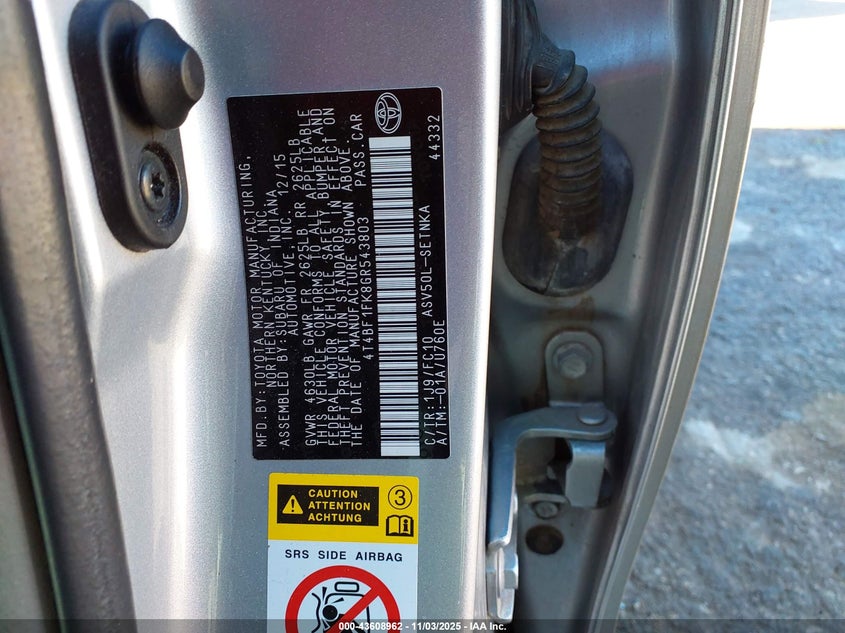 MFD.BY:TOYOTA MOTOR MANUFACTURING,
NORTHERN KENTUCKY, INC.
ASSEMBLED BY:SUBARU OF INDIANA
AUTOMOTIVE, INC. 12/15
GVWR 4630LB GAWR FR 2625LB RR 2625LB
THIS VEHICLE CONFORMS TO ALL APPLICABLE
FEDERAL MOTOR VEHICLE SAFETY, BUMPER AND
THEFT PREVENTION STANDARDS IN EFFECT ON
THE DATE OF MANUFACTURE SHOWN ABOVE.
4T4BF1FK8GR543803 PASS.CAR
C/TR:1J9/FC10 ASV50L-SETNKA 44332
A/TM:-01A/U760E
CAUTION
ATTENTION
ACHTUNG
3
SRS SIDE AIRBAG
000-43608962 - 11/03/2025 - IAA Inc.